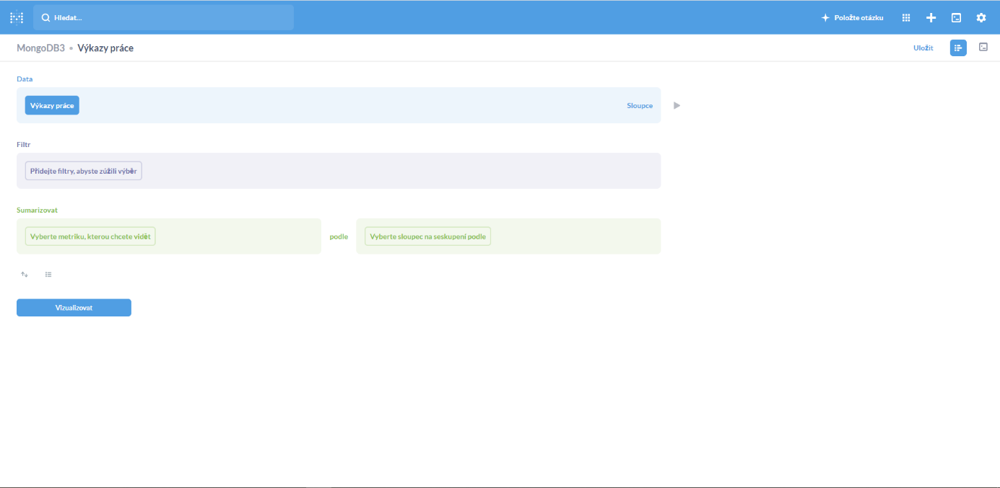 Hledat...
Položte otázku
MongoDB3 • Výkazy práce
Uložit
Data
Výkazy práce
Sloupce
Filtr
Přidejte filtry, abyste zúžili výběr
Sumarizovat
Vyberte metriku, kterou chcete vidět
podle
Vyberte sloupec na seskupení podle
Vizualizovat